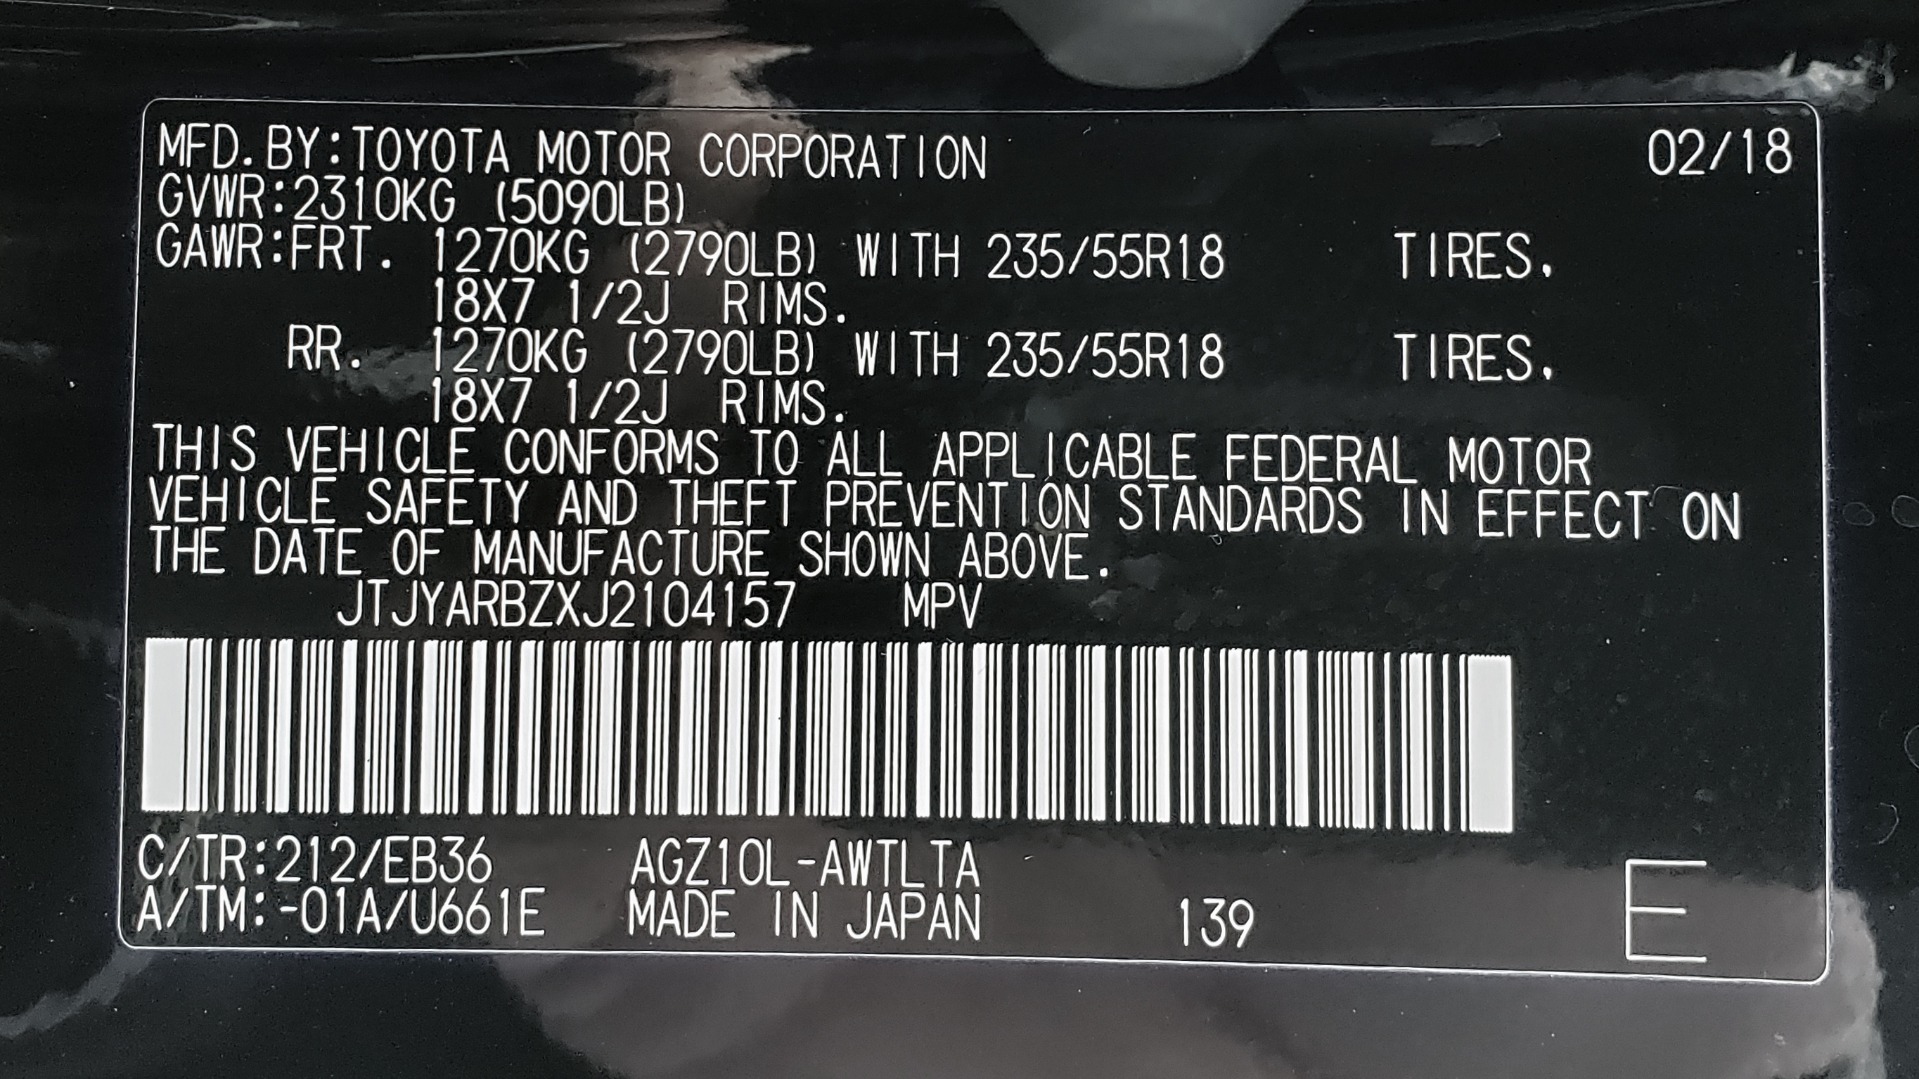 MFD.BY:TOYOTA MOTOR CORPORATION 02/18
GVWR:2310KG (5090LB)
GAWR:FRT. 1270KG (2790LB) WITH 235/55R18 TIRES.
18X7 1/2J RIMS.
RR. 1270KG (2790LB) WITH 235/55R18 TIRES.
18X7 1/2J RIMS.
THIS VEHICLE CONFORMS TO ALL APPLICABLE FEDERAL MOTOR
VEHICLE SAFETY AND THEFT PREVENTION STANDARDS IN EFFECT ON
THE DATE OF MANUFACTURE SHOWN ABOVE.
JTJYARBZXJ2104157 MPV
C/TR:212/EB36 AGZ10L-AWTLTA
A/TM:-01A/U661E MADE IN JAPAN 139 E